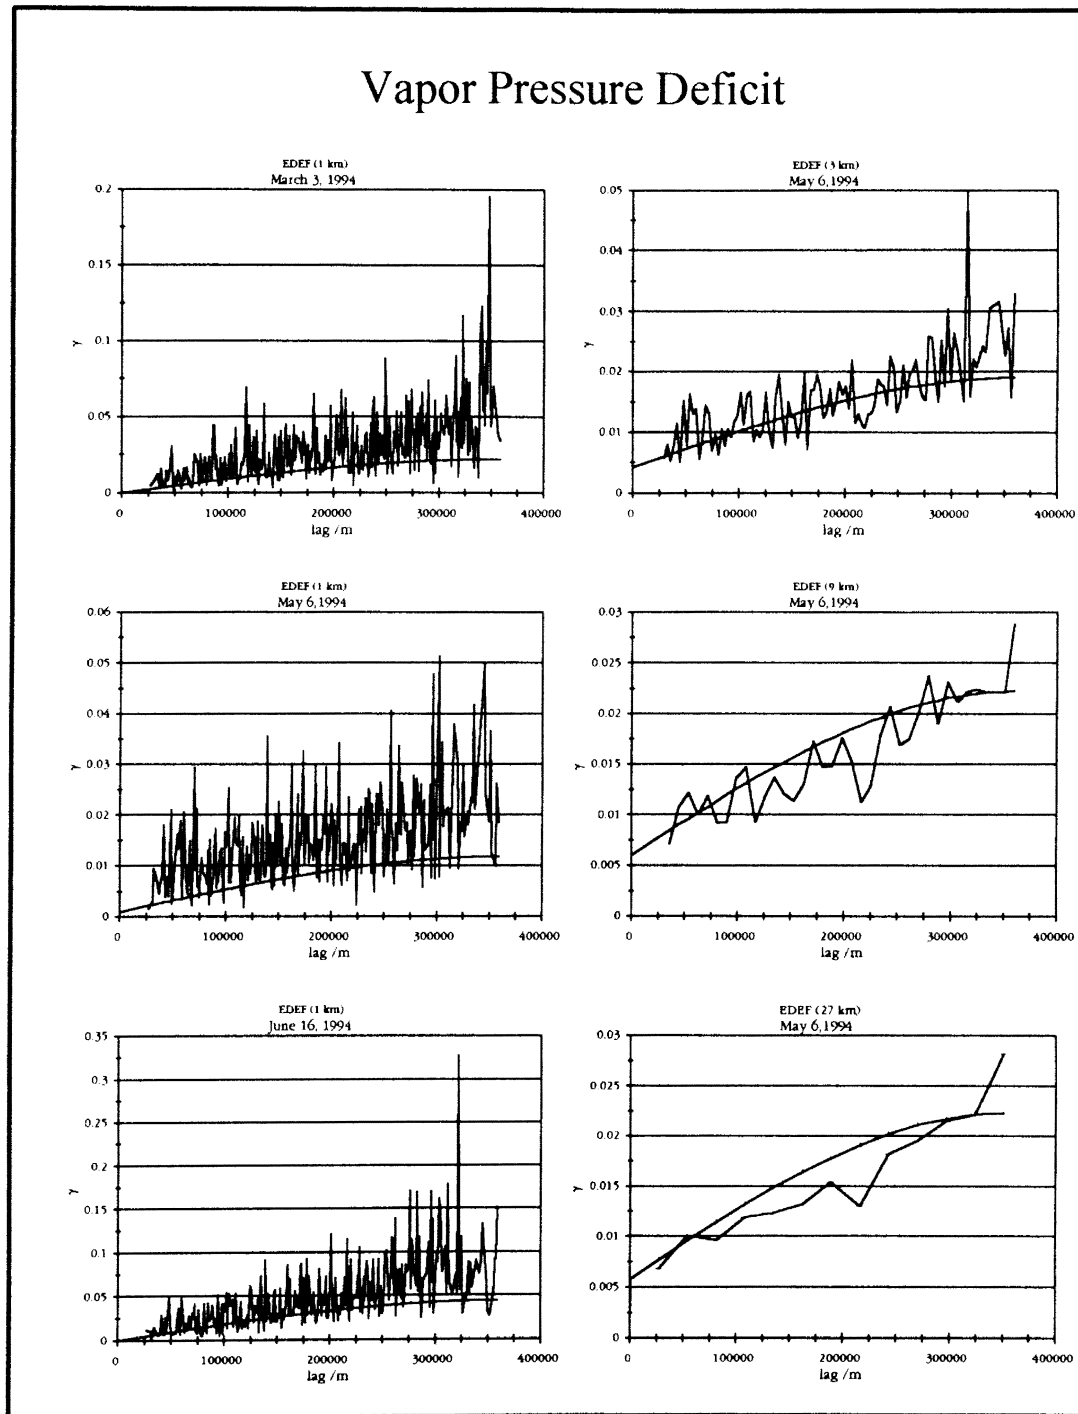 Vapor Pressure Deficit
EDEF (1 km)
March 3, 1994
0.2
0.15
0.1
0.05
0
γ
0 100000 200000 300000 400000
lag /m
EDEF (3 km)
May 6,1994
0.05
0.04
0.03
0.02
0.01
0
γ
0 100000 200000 300000 400000
lag /m
EDEF (1 km)
May 6,1994
0.06
0.05
0.04
0.03
0.02
0.01
0
γ
0 100000 200000 300000 400000
lag /m
EDEF (9 km)
May 6,1994
0.03
0.025
0.02
0.015
0.01
0.005
0
γ
0 100000 200000 300000 400000
lag /m
EDEF (1 km)
June 16, 1994
0.35
0.3
0.25
0.2
0.15
0.1
0.05
0
γ
0 100000 200000 300000 400000
lag /m
EDEF (27 km)
May 6,1994
0.03
0.025
0.02
0.015
0.01
0.005
0
γ
0 100000 200000 300000 400000
lag /m